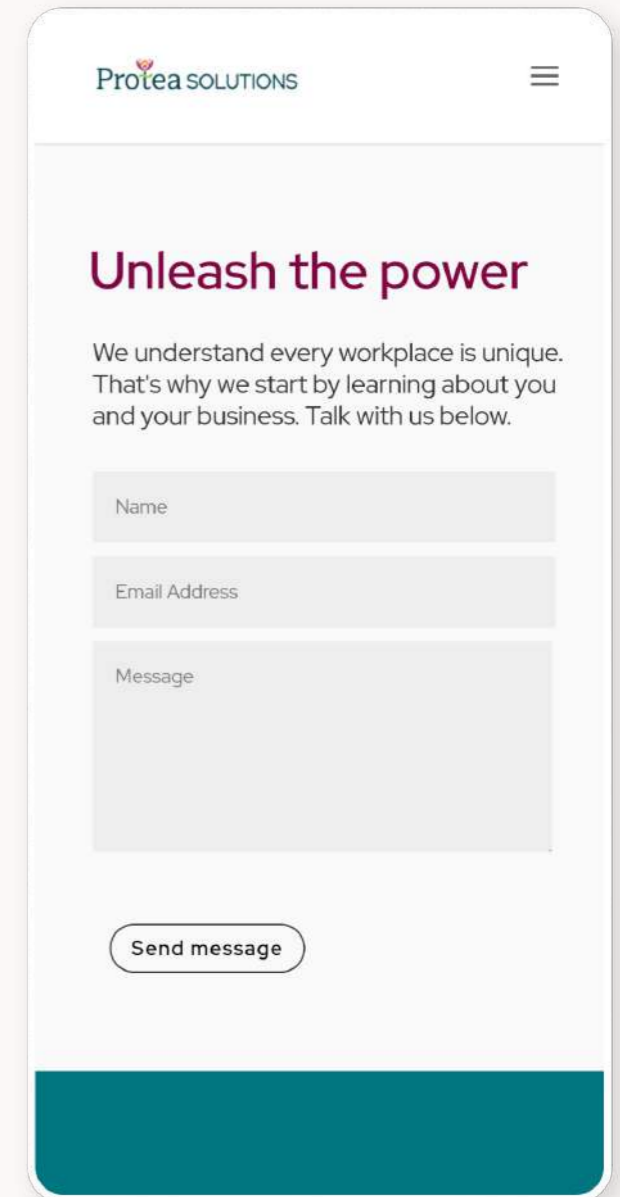 Protea SOLUTIONS
Unleash the power
We understand every workplace is unique.
That's why we start by learning about you
and your business. Talk with us below.
Name
Email Address
Message
Send message